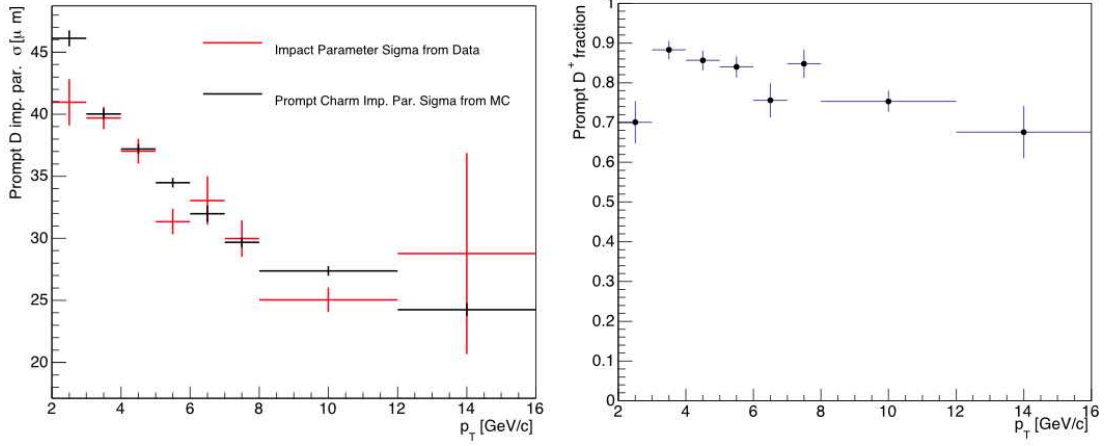 Prompt D imp. par. σ [μ m]
45
40
35
30
25
20
2 4 6 8 10 12 14 16
p_T [GeV/c]
Impact Parameter Sigma from Data
Prompt Charm Imp. Par. Sigma from MC
Prompt D^+ fraction
1
0.9
0.8
0.7
0.6
0.5
0.4
0.3
0.2
0.1
0
2 4 6 8 10 12 14 16
p_T [GeV/c]